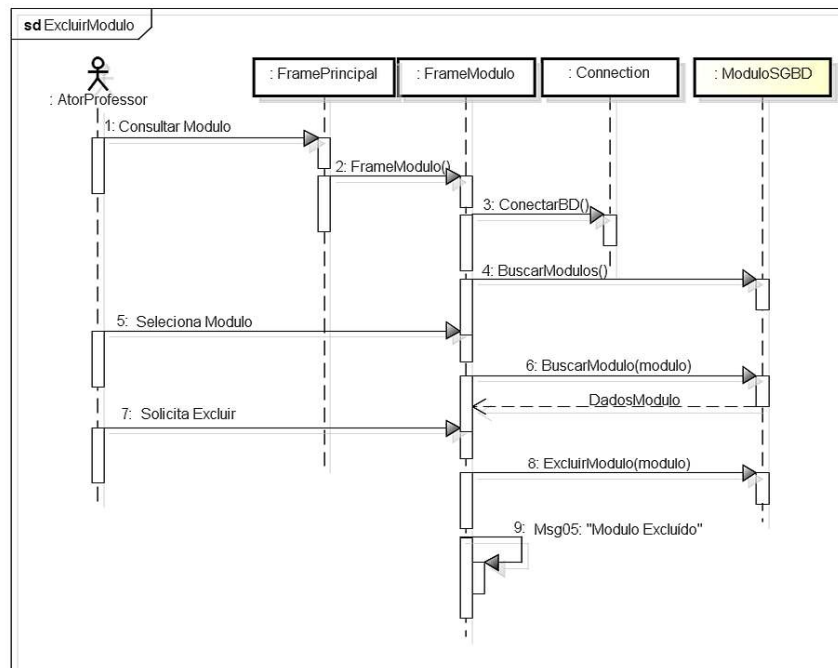 sd ExcluirModulo
: AtorProfessor
: FramePrincipal
: FrameModulo
: Connection
: ModuloSGBD
1: Consultar Modulo
2: FrameModulo()
3: ConectarBD()
4: BuscarModulos()
5: Seleciona Modulo
6: BuscarModulo(modulo)
DadosModulo
7: Solicita Excluir
8: ExcluirModulo(modulo)
9: Msg05: "Modulo Excluído"